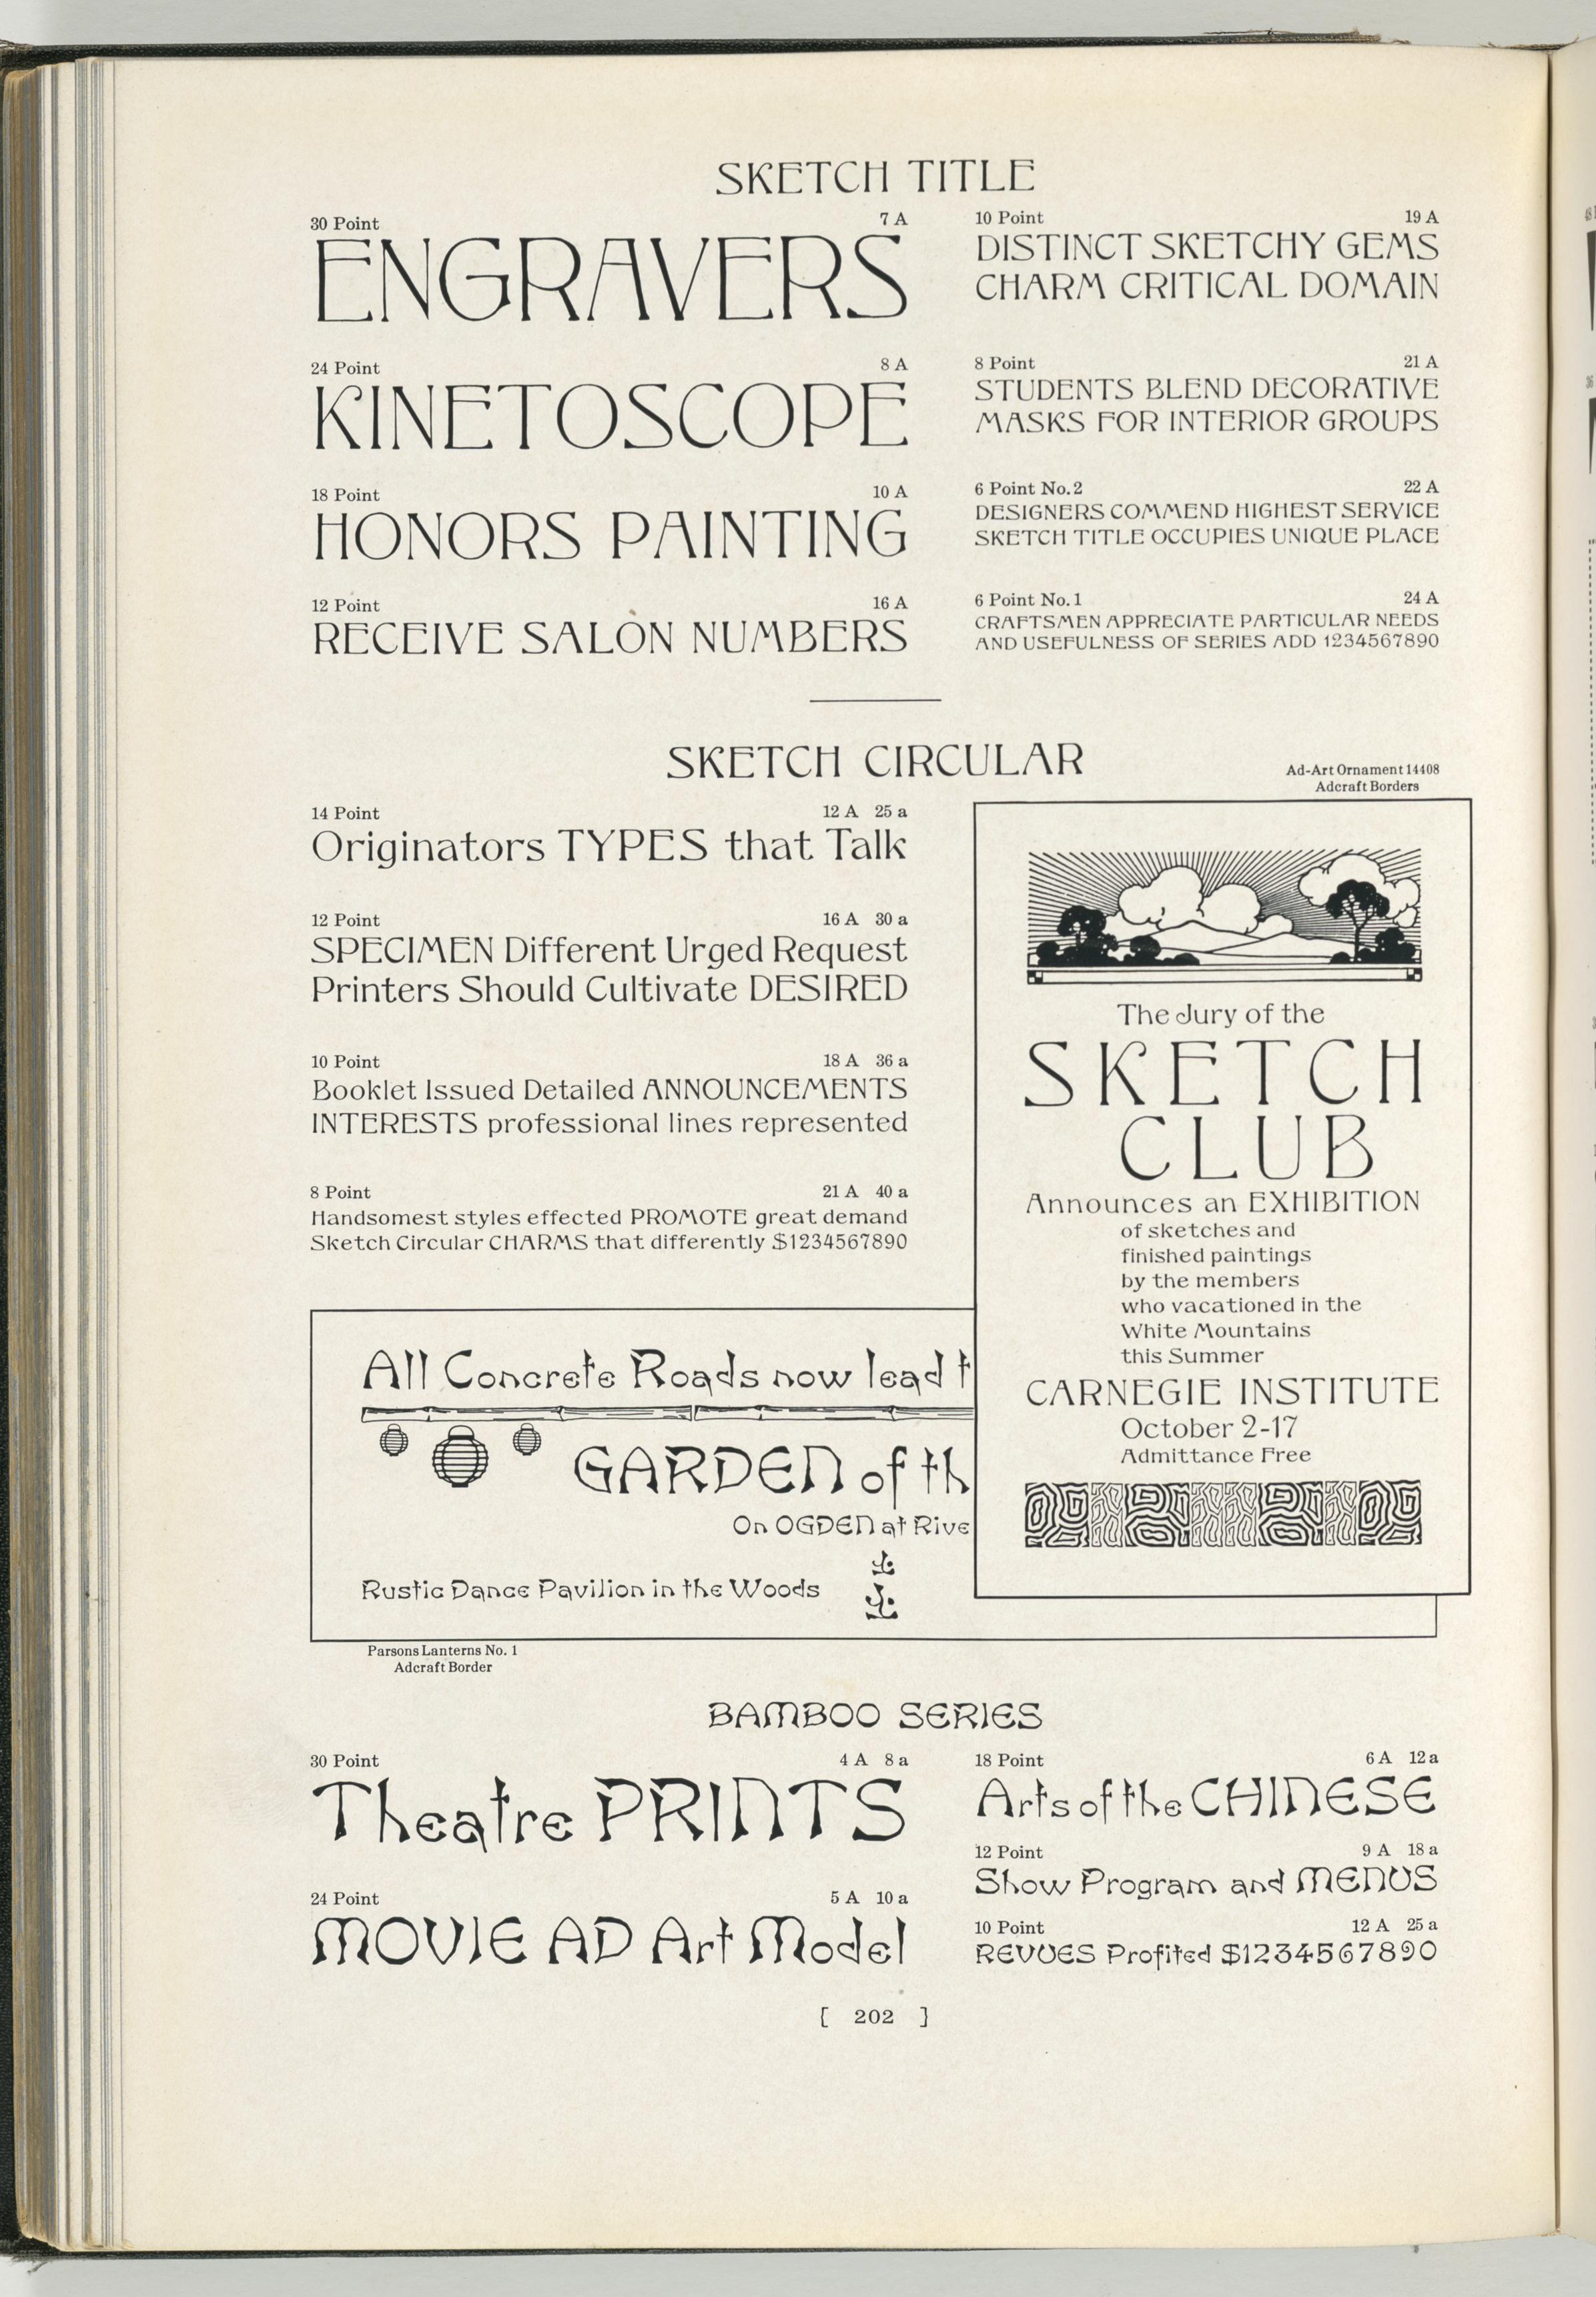 SKETCH TITLE
30 Point 7 A
ENGRAVERS
24 Point 8 A
KINETOSCOPE
18 Point 10 A
HONORS PAINTING
12 Point 16 A
RECEIVE SALON NUMBERS
10 Point 19 A
DISTINCT SKETCHY GEMS
CHARM CRITICAL DOMAIN
8 Point 21 A
STUDENTS BLEND DECORATIVE
MASKS FOR INTERIOR GROUPS
6 Point No. 2 22 A
DESIGNERS COMMEND HIGHEST SERVICE
SKETCH TITLE OCCUPIES UNIQUE PLACE
6 Point No. 1 24 A
CRAFTSMEN APPRECIATE PARTICULAR NEEDS
AND USEFULNESS OF SERIES ADD 1234567890
SKETCH CIRCULAR
14 Point 12 A 25 a
Originators TYPES that Talk
12 Point 16 A 30 a
SPECIMEN Different Urged Request
Printers Should Cultivate DESIRED
10 Point 18 A 36 a
Booklet Issued Detailed ANNOUNCEMENTS
INTERESTS professional lines represented
8 Point 21 A 40 a
Handsomest styles effected PROMOTE great demand
Sketch Circular CHARMS that differently $1234567890
Ad-Art Ornament 14408
Adcraft Borders
The Jury of the
SKETCH
CLUB
Announces an EXHIBITION
of sketches and
finished paintings
by the members
who vacationed in the
White Mountains
this Summer
CARNEGIE INSTITUTE
October 2-17
Admittance Free
All Concrete Roads now lead t
GARDEN of th
On OGDEN at Rive
Rustic Dance Pavilion in the Woods
Parsons Lanterns No. 1
Adcraft Border
BAMBOO SERIES
30 Point 4 A 8 a
Theatre PRINTS
24 Point 5 A 10 a
MOVIE AD Art Model
18 Point 6 A 12 a
Arts of the CHINESE
12 Point 9 A 18 a
Show Program and MENUS
10 Point 12 A 25 a
REVUES Profited $1234567890
[ 202 ]